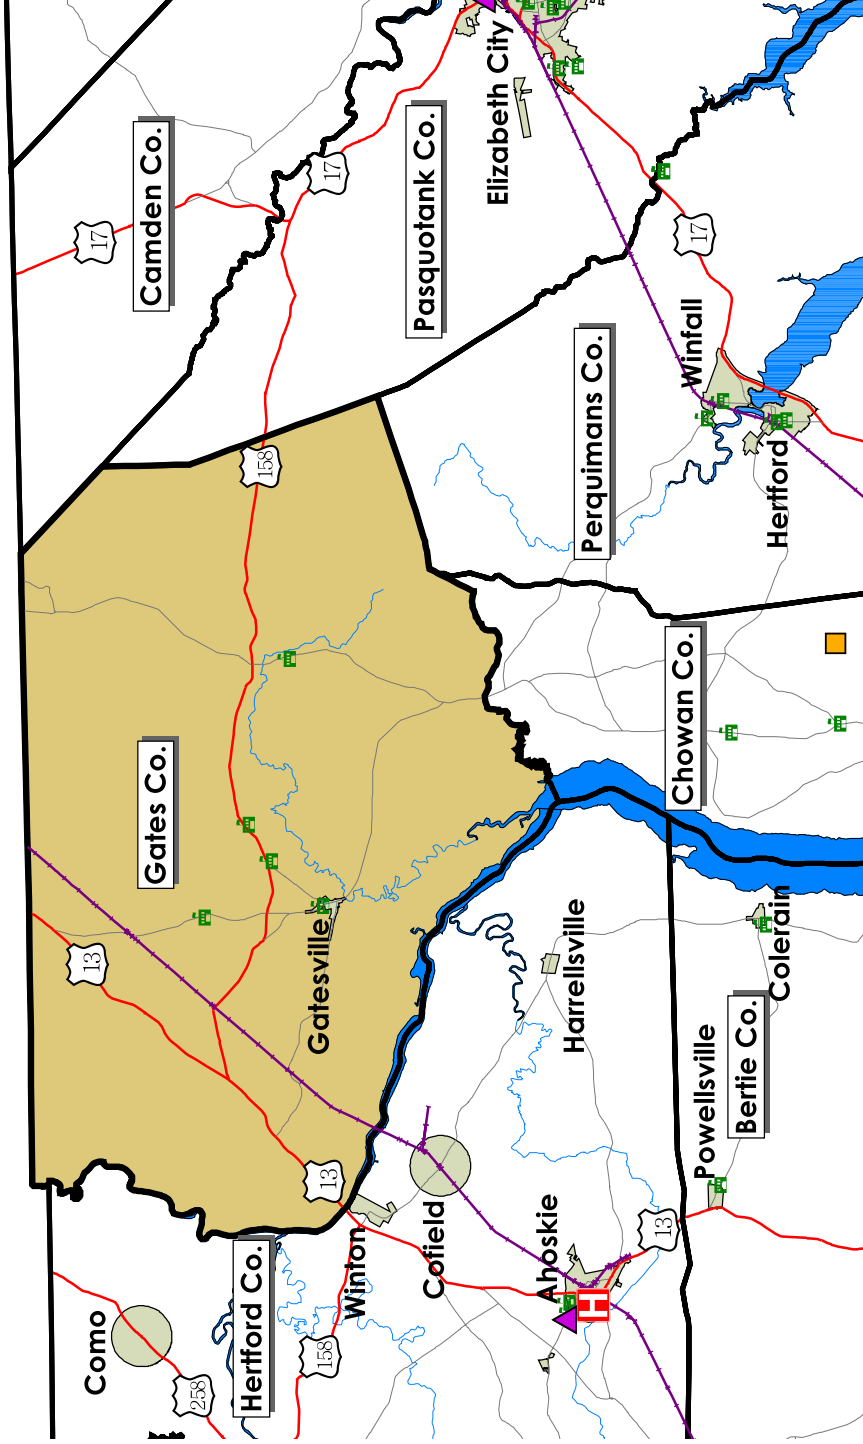 Como
13
17
Gates Co.
Camden Co.
258
Hertford Co.
158
158
13
Gatesville
17
Winton
Cofield
Pasquotank Co.
Elizabeth City
Ahoskie
Harrellsville
H
Perquimans Co.
13
Chowan Co.
Winfall
17
Powellsville
Bertie Co.
Colerain
Hertford